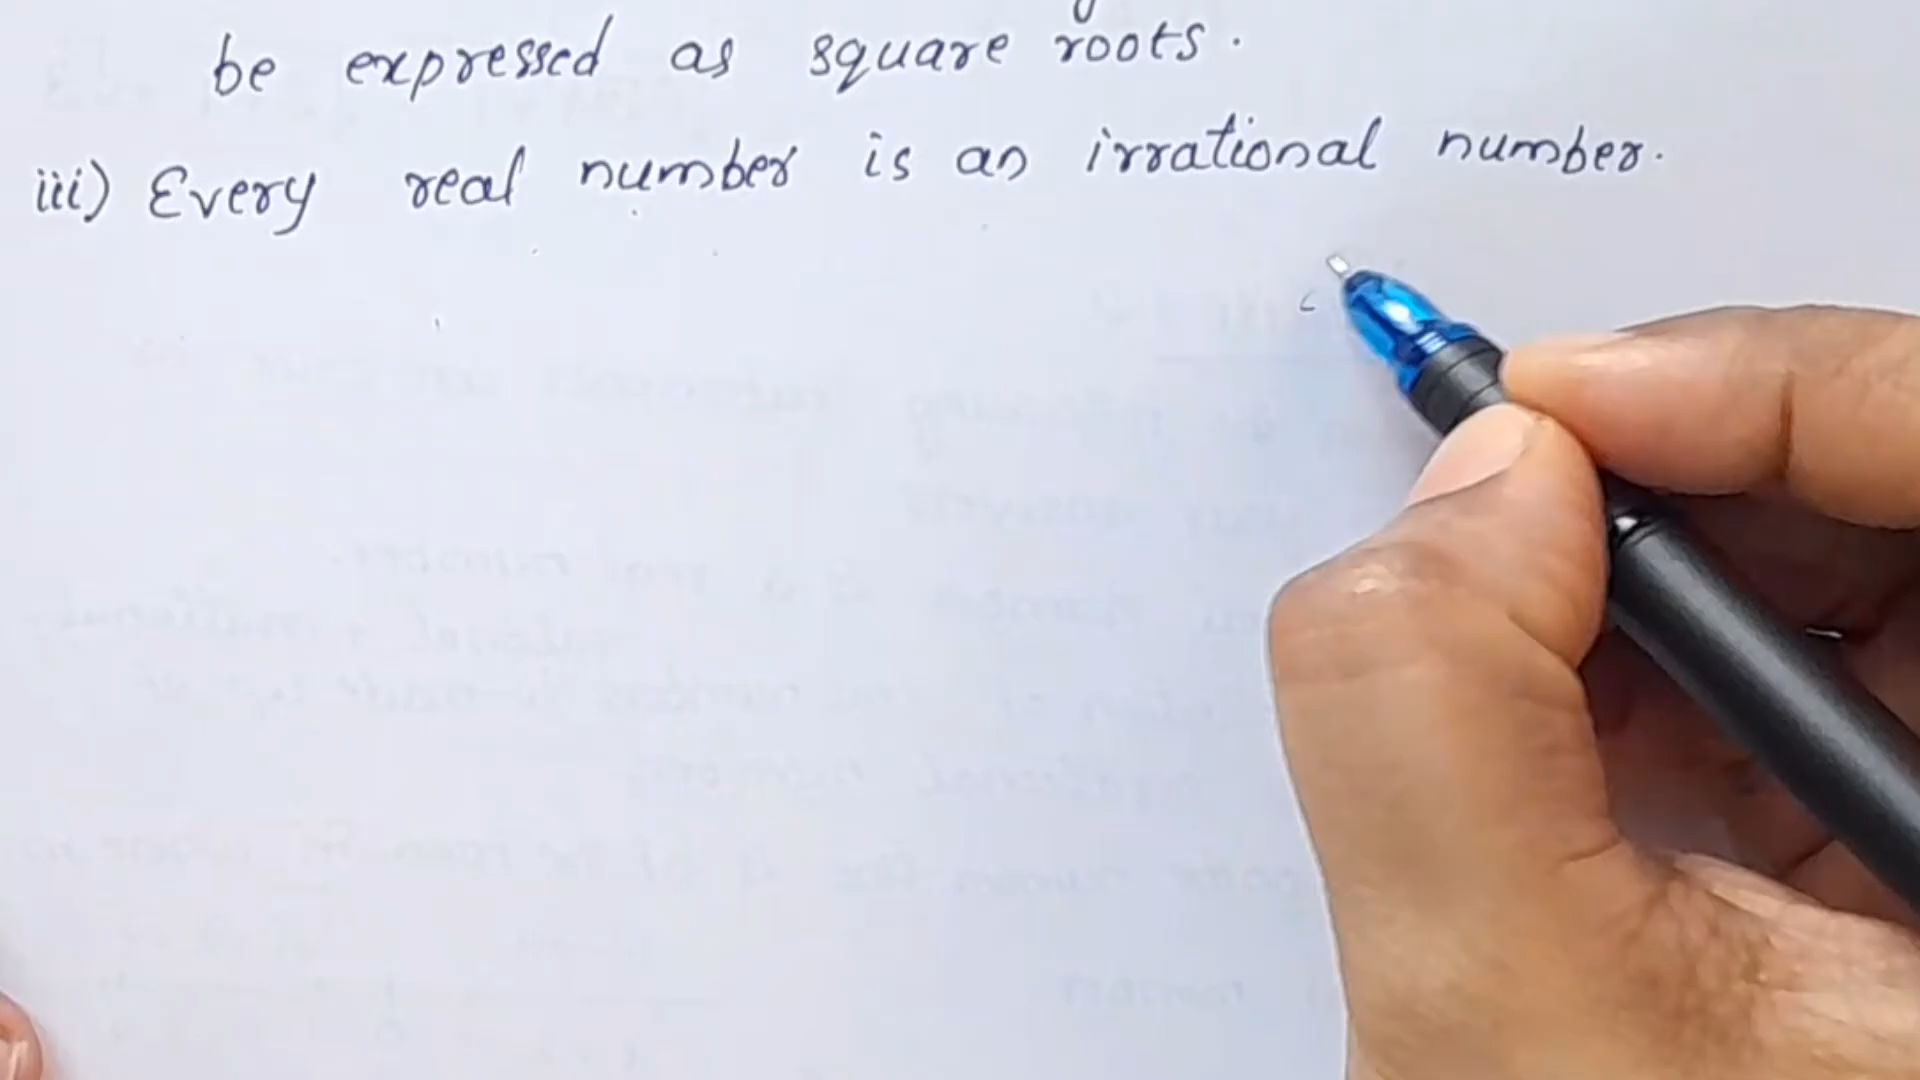 be expressed as square roots.
iii) Every real number is an irrational number.